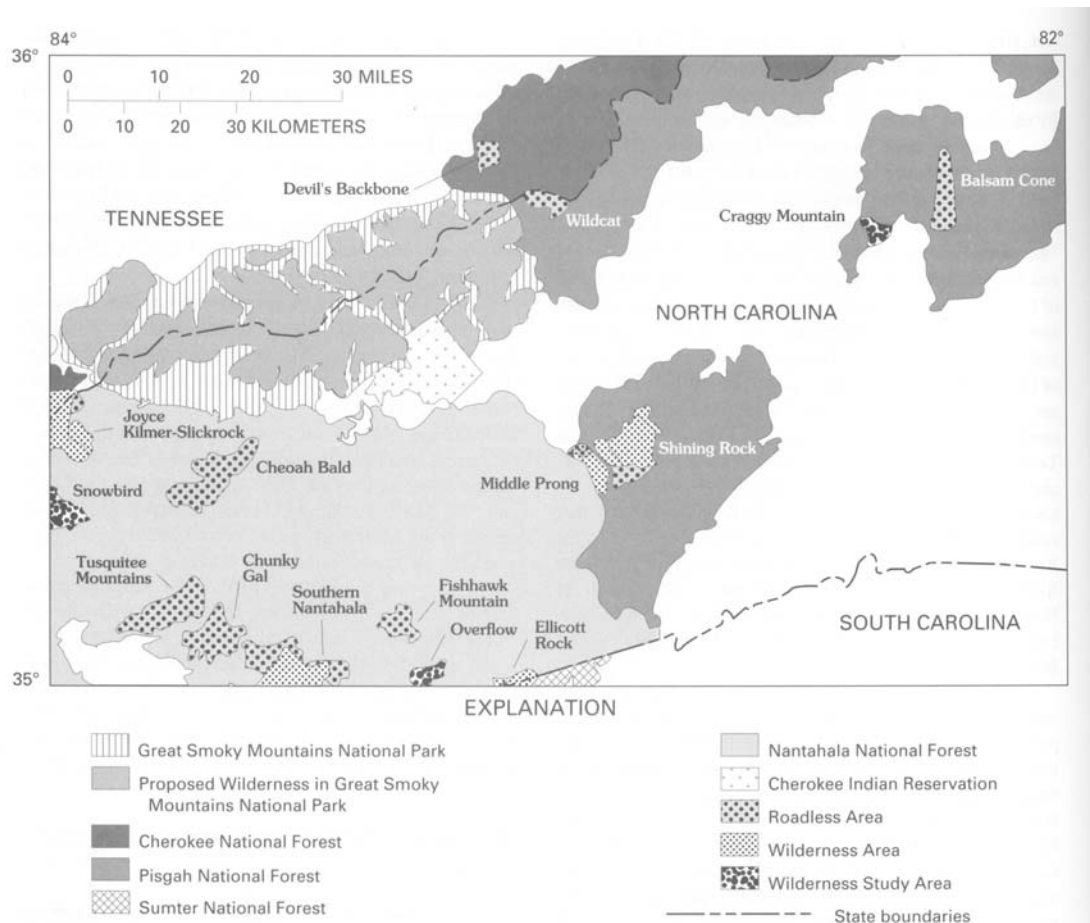 84°
82°
36°
0 10 20 30 MILES
0 10 20 30 KILOMETERS
Devil's Backbone
TENNESSEE
Wildcat
Balsam Cone
Craggy Mountain
NORTH CAROLINA
Joyce
Kilmer-Slickrock
Cheoah Bald
Shining Rock
Middle Prong
Snowbird
Tusquitee
Mountains
Chunky
Gal
Southern
Nantahala
Fishhawk
Mountain
Overflow
Ellicott
Rock
SOUTH CAROLINA
35°
EXPLANATION
Great Smoky Mountains National Park
Proposed Wilderness in Great Smoky
Mountains National Park
Cherokee National Forest
Pisgah National Forest
Sumter National Forest
Nantahala National Forest
Cherokee Indian Reservation
Roadless Area
Wilderness Area
Wilderness Study Area
State boundaries